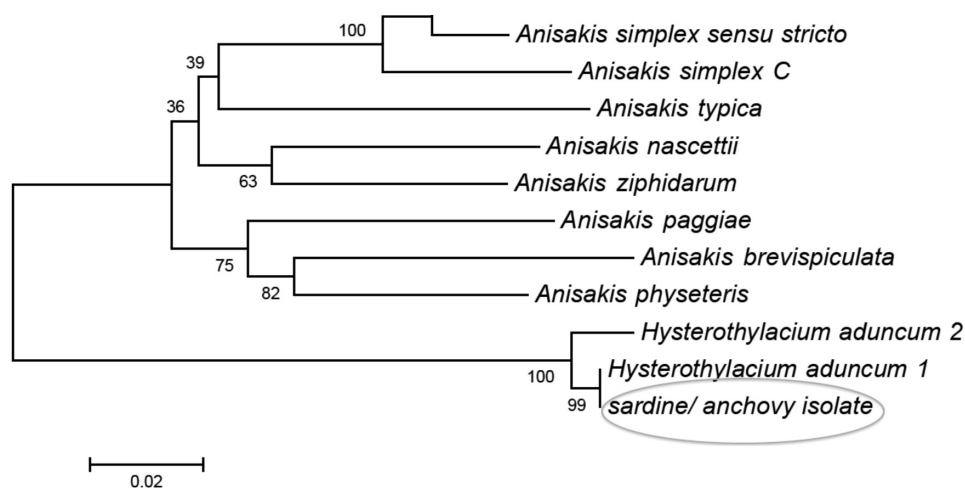 100
Anisakis simplex sensu stricto
39
Anisakis simplex C
36
Anisakis typica
Anisakis nascettii
63
Anisakis ziphidarum
Anisakis paggiae
75
Anisakis brevispiculata
82
Anisakis physeteris
Hysterothylacium aduncum 2
100
Hysterothylacium aduncum 1
99
sardine/ anchovy isolate
0.02